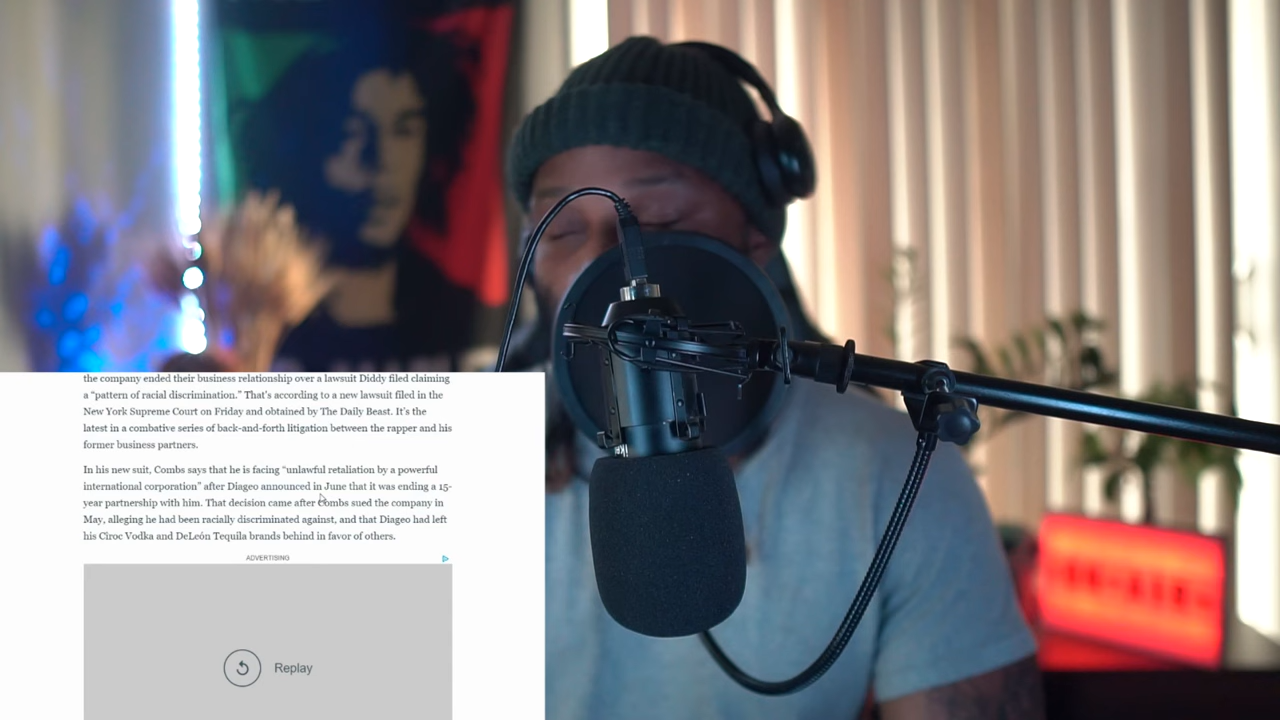 the company ended their business relationship over a lawsuit Diddy filed claiming
a “pattern of racial discrimination.” That’s according to a new lawsuit filed in the
New York Supreme Court on Friday and obtained by The Daily Beast. It’s the
latest in a combative series of back-and-forth litigation between the rapper and his
former business partners.
In his new suit, Combs says that he is facing “unlawful retaliation by a powerful
international corporation” after Diageo announced in June that it was ending a 15-
year partnership with him. That decision came after Combs sued the company in
May, alleging he had been racially discriminated against, and that Diageo had left
his Ciroc Vodka and DeLeón Tequila brands behind in favor of others.
ADVERTISING
Replay